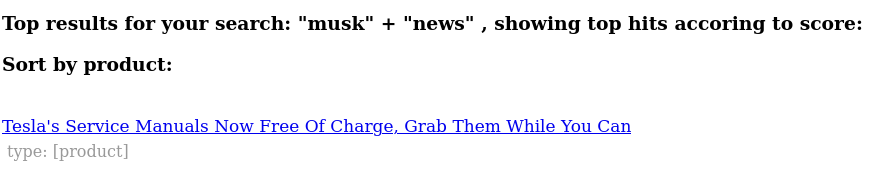 Top results for your search: "musk" + "news" , showing top hits accoring to score:
Sort by product:
Tesla's Service Manuals Now Free Of Charge, Grab Them While You Can
type: [product]